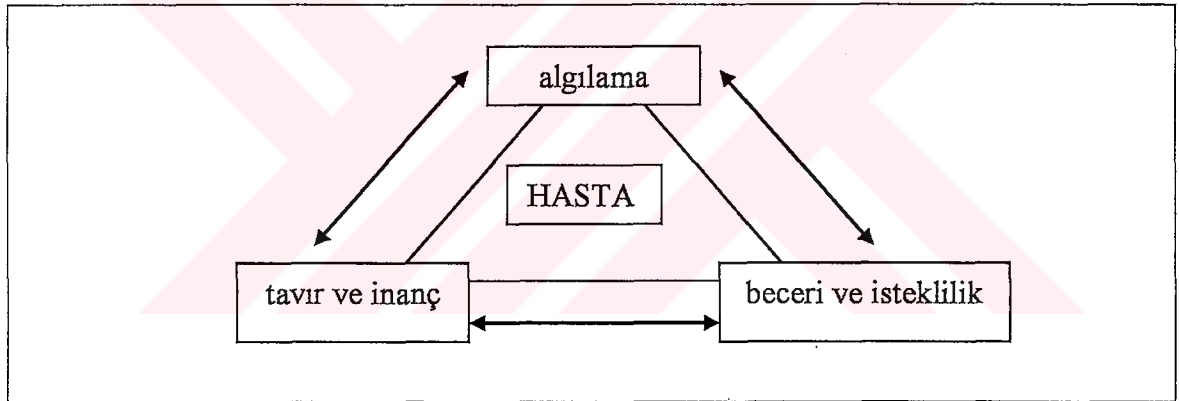 algılama
HASTA
tavır ve inanç
beceri ve isteklilik